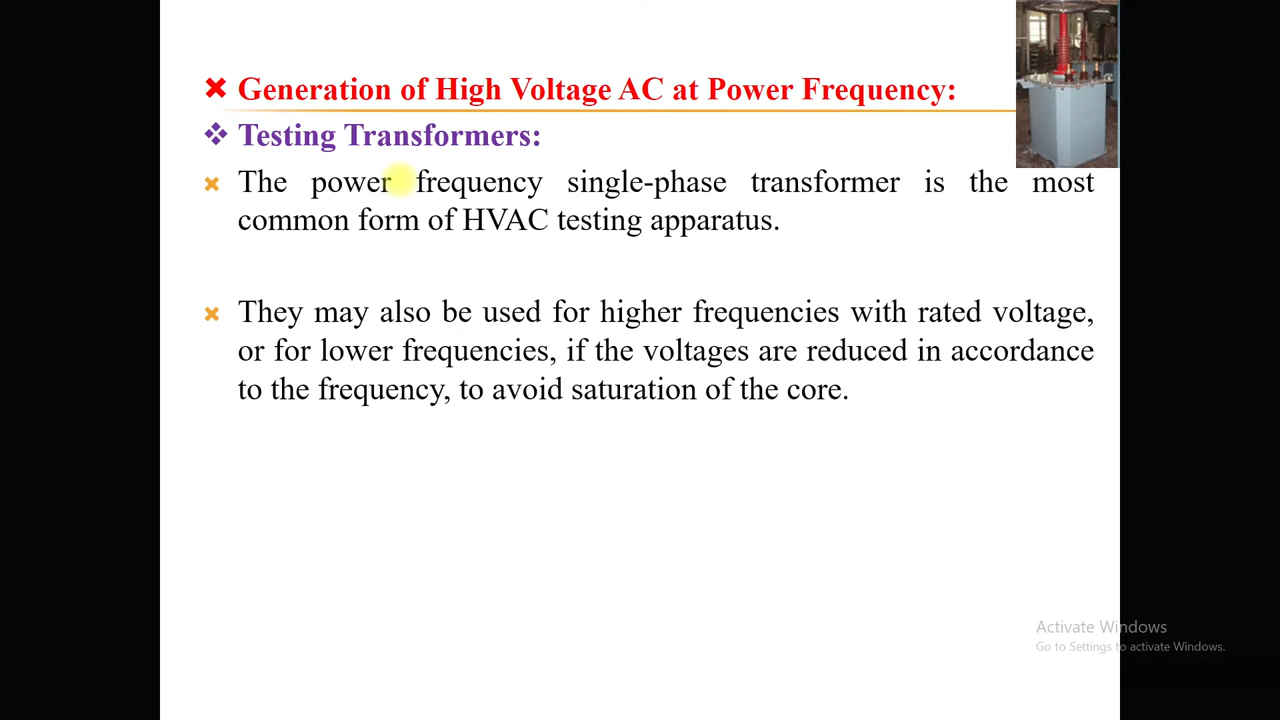 Generation of High Voltage AC at Power Frequency:
Testing Transformers:
The power frequency single-phase transformer is the most
common form of HVAC testing apparatus.
They may also be used for higher frequencies with rated voltage,
or for lower frequencies, if the voltages are reduced in accordance
to the frequency, to avoid saturation of the core.
Activate Windows
Go to Settings to activate Windows.